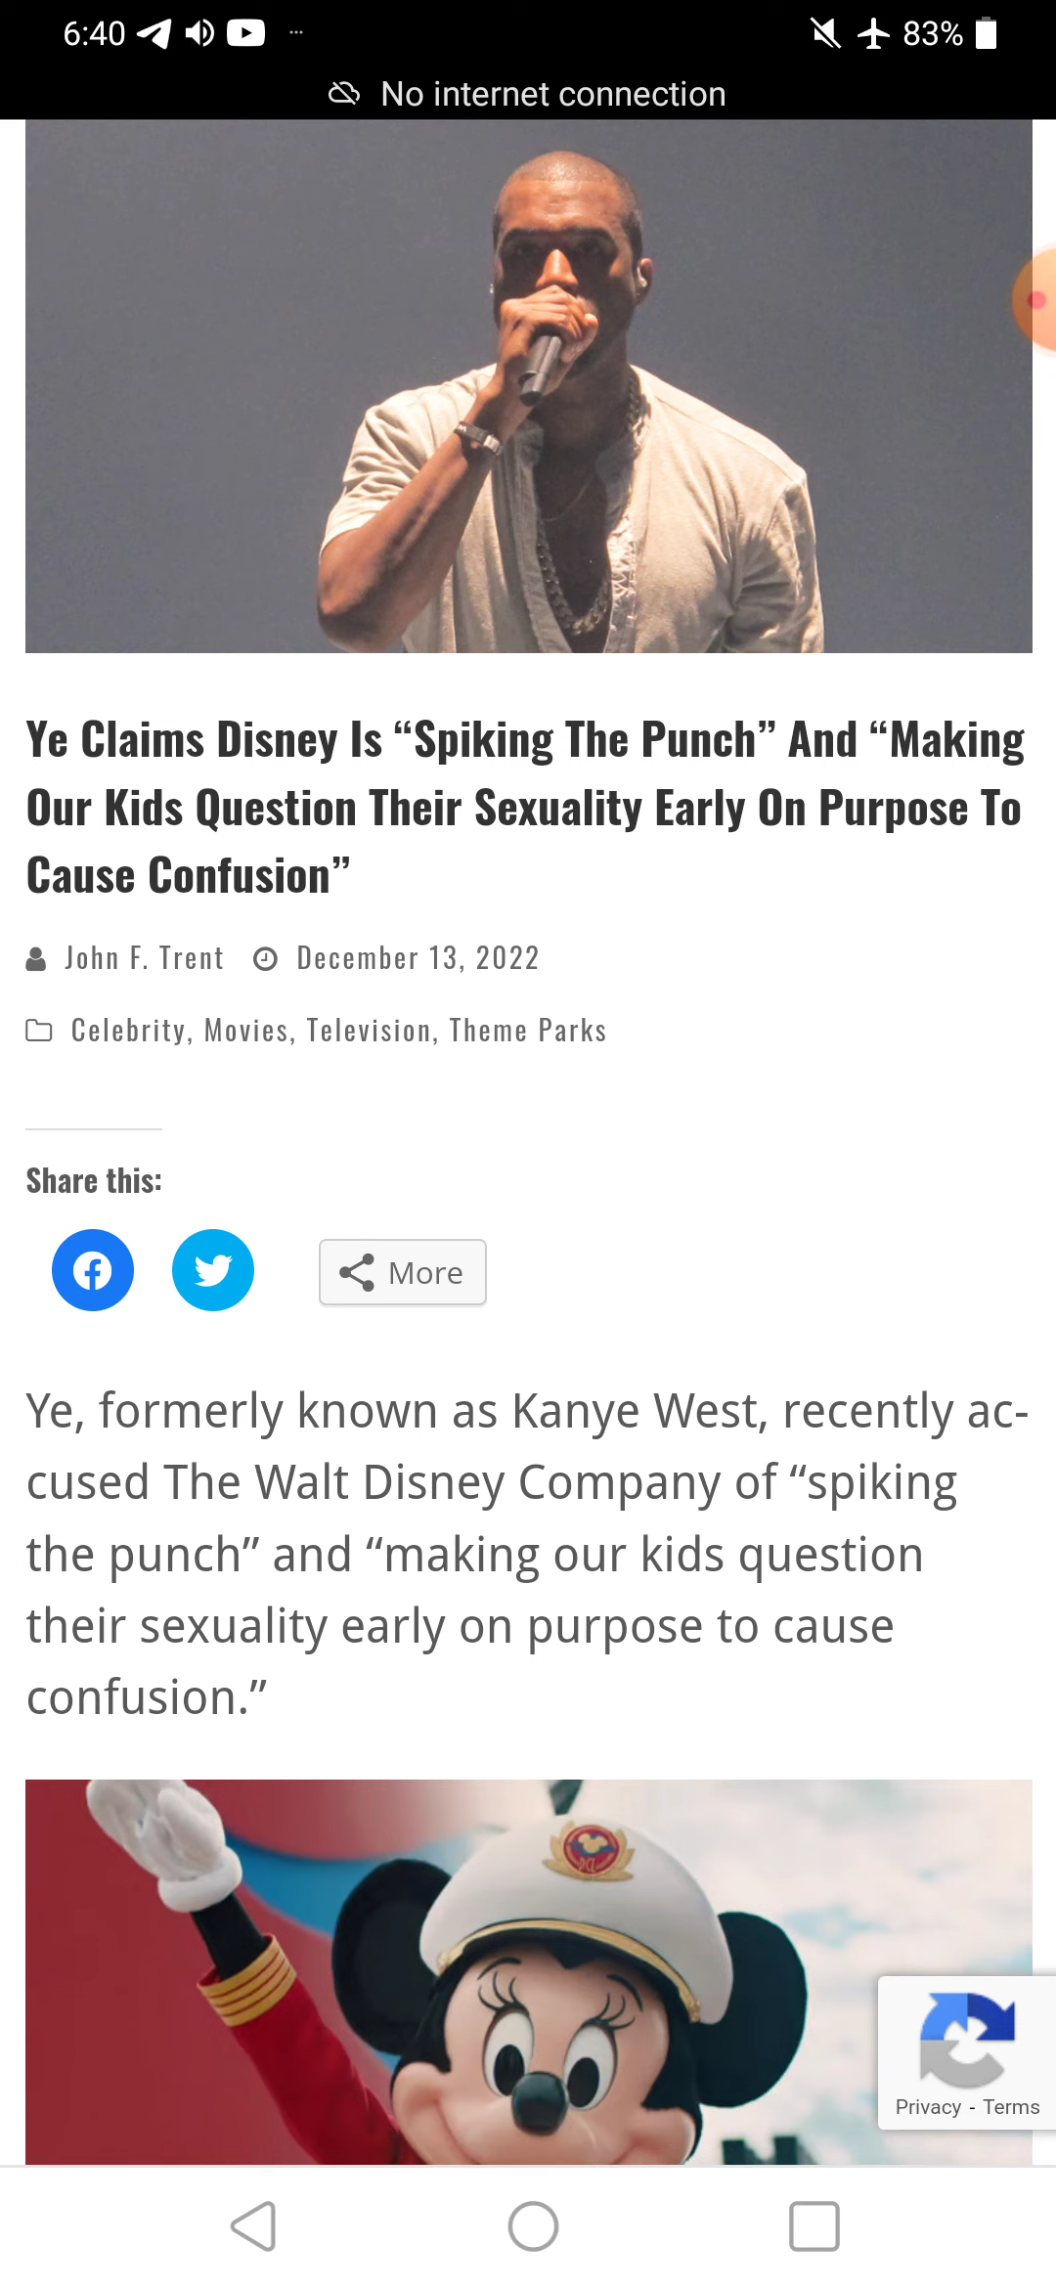 6:40
83%
No internet connection
Ye Claims Disney Is “Spiking The Punch” And “Making
Our Kids Question Their Sexuality Early On Purpose To
Cause Confusion”
John F. Trent December 13, 2022
Celebrity, Movies, Television, Theme Parks
Share this:
More
Ye, formerly known as Kanye West, recently ac-
cused The Walt Disney Company of “spiking
the punch” and “making our kids question
their sexuality early on purpose to cause
confusion.”
Privacy - Terms